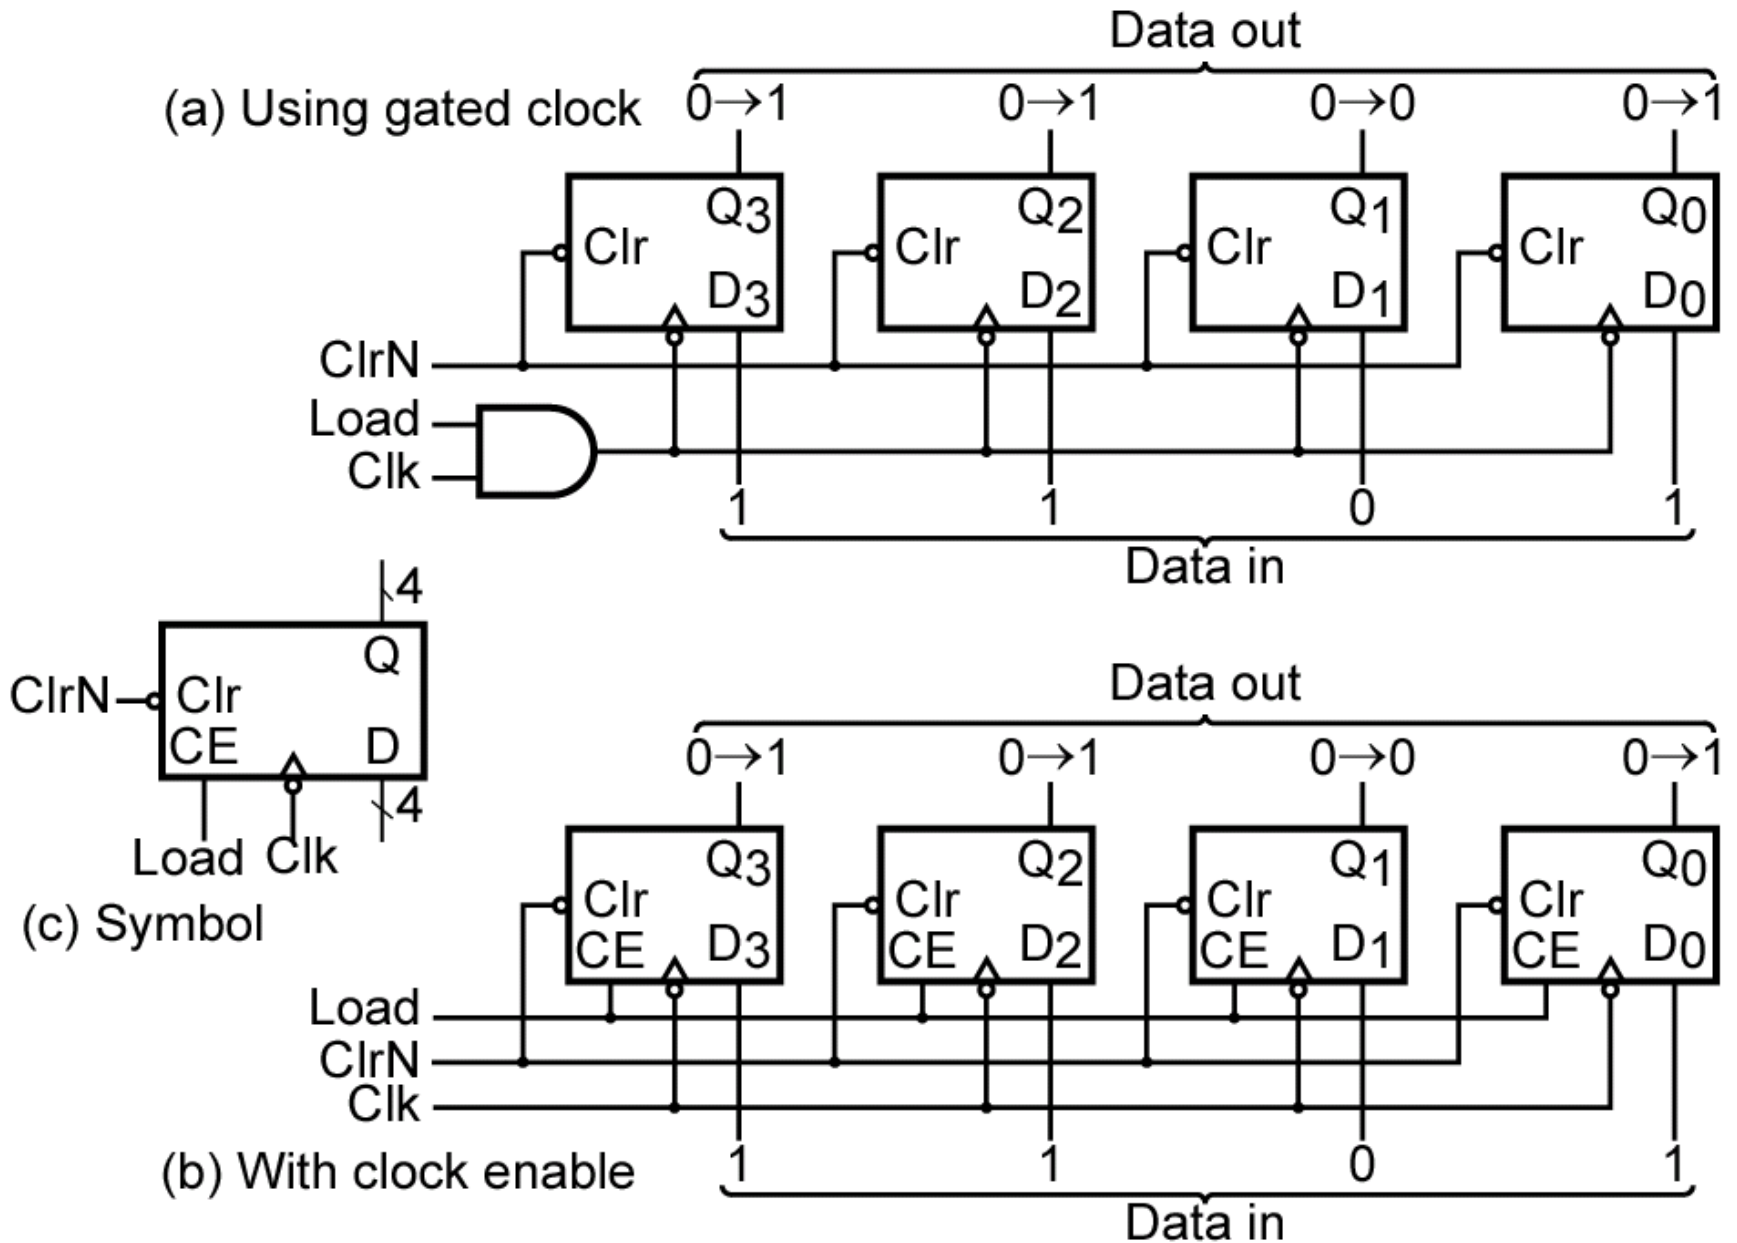 Data out
(a) Using gated clock 0→1 0→1 0→0 0→1
Q3 Q2 Q1 Q0
Clr Clr Clr Clr
D3 D2 D1 D0
ClrN
Load
Clk
1 1 0 1
Data in
4
Q
ClrN Clr
CE D
4
Load Clk
(c) Symbol
Data out
0→1 0→1 0→0 0→1
Q3 Q2 Q1 Q0
Clr Clr Clr Clr
CE D3 CE D2 CE D1 CE D0
Load
ClrN
Clk
(b) With clock enable 1 1 0 1
Data in